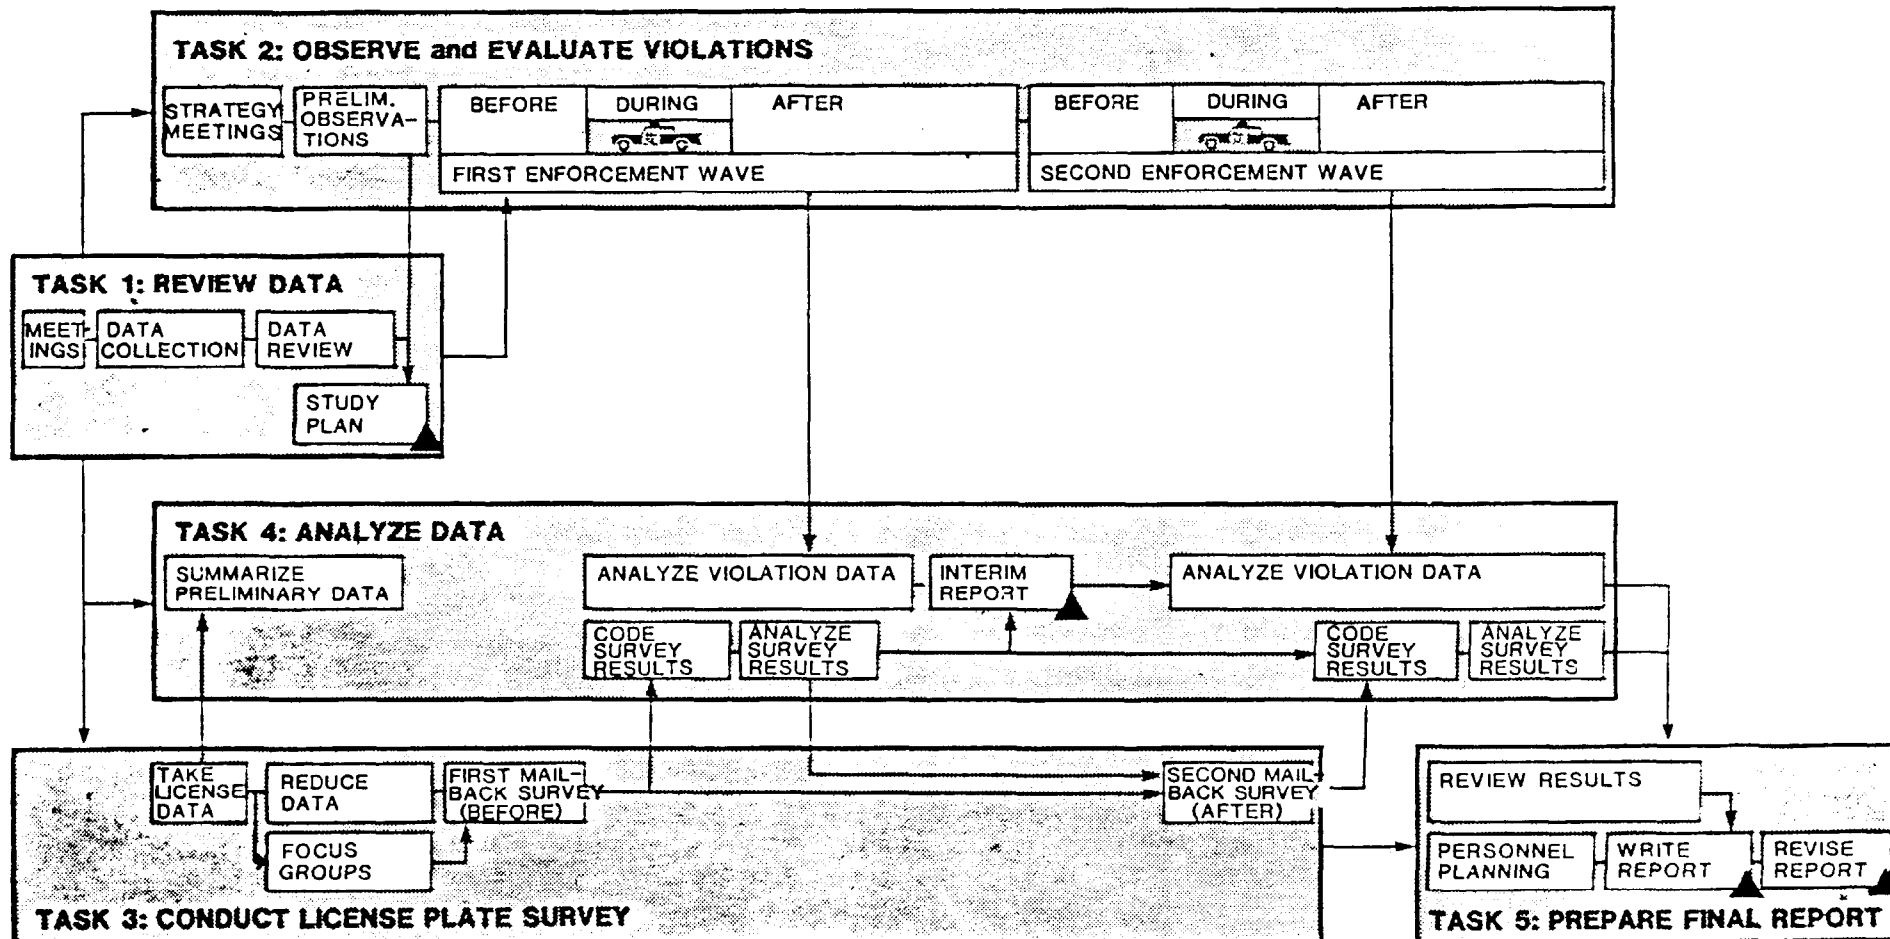 TASK 2: OBSERVE and EVALUATE VIOLATIONS
STRATEGY
MEETINGS
PRELIM.
OBSERVA-
TIONS
BEFORE
DURING
AFTER
FIRST ENFORCEMENT WAVE
BEFORE
DURING
AFTER
SECOND ENFORCEMENT WAVE
TASK 1: REVIEW DATA
MEET-
INGS
DATA
COLLECTION
DATA
REVIEW
STUDY
PLAN
TASK 4: ANALYZE DATA
SUMMARIZE
PRELIMINARY DATA
ANALYZE VIOLATION DATA
INTERIM
REPORT
ANALYZE VIOLATION DATA
CODE
SURVEY
RESULTS
ANALYZE
SURVEY
RESULTS
CODE
SURVEY
RESULTS
ANALYZE
SURVEY
RESULTS
TAKE
LICENSE
DATA
REDUCE
DATA
FIRST MAIL-
BACK SURVEY
(BEFORE)
SECOND MAIL-
BACK SURVEY
(AFTER)
FOCUS
GROUPS
TASK 3: CONDUCT LICENSE PLATE SURVEY
REVIEW RESULTS
PERSONNEL
PLANNING
WRITE
REPORT
REVISE
REPORT
TASK 5: PREPARE FINAL REPORT